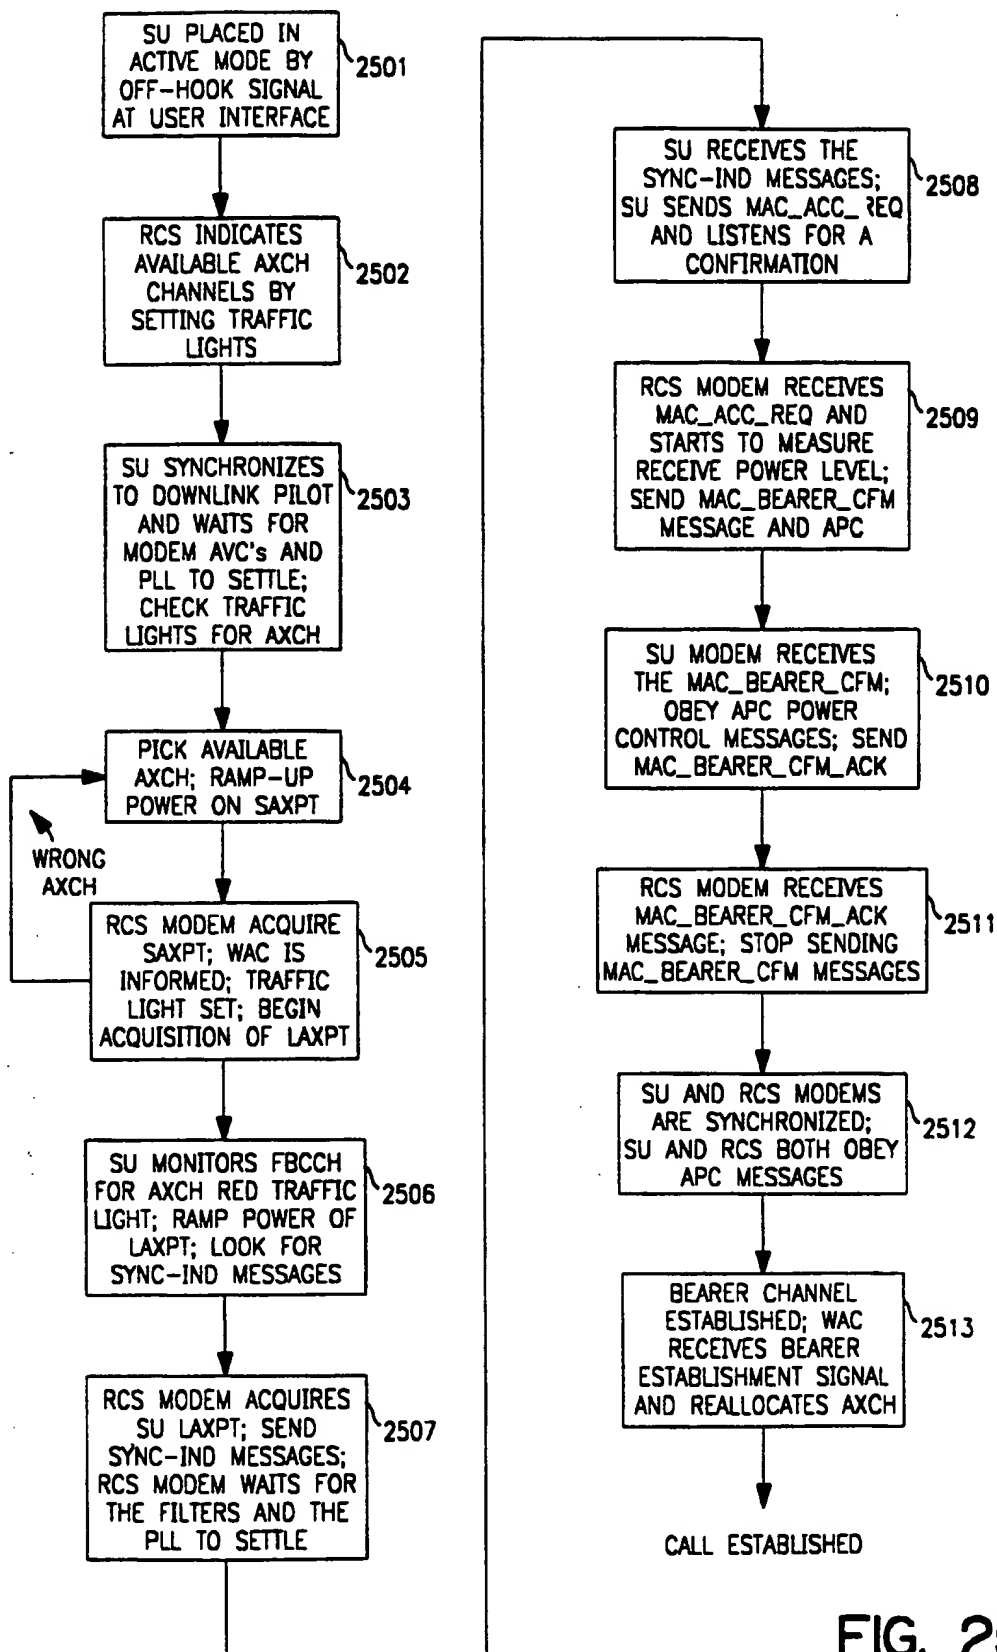 SU PLACED IN
ACTIVE MODE BY
OFF-HOOK SIGNAL
AT USER INTERFACE
2501
RCS INDICATES
AVAILABLE AXCH
CHANNELS BY
SETTING TRAFFIC
LIGHTS
2502
SU SYNCHRONIZES
TO DOWNLINK PILOT
AND WAITS FOR
MODEM AVC's AND
PLL TO SETTLE;
CHECK TRAFFIC
LIGHTS FOR AXCH
2503
PICK AVAILABLE
AXCH; RAMP-UP
POWER ON SAXPT
2504
WRONG
AXCH
RCS MODEM ACQUIRE
SAXPT; WAC IS
INFORMED; TRAFFIC
LIGHT SET; BEGIN
ACQUISITION OF LAXPT
2505
SU MONITORS FBCCH
FOR AXCH RED TRAFFIC
LIGHT; RAMP POWER OF
LAXPT; LOOK FOR
SYNC-IND MESSAGES
2506
RCS MODEM ACQUIRES
SU LAXPT; SEND
SYNC-IND MESSAGES;
RCS MODEM WAITS FOR
THE FILTERS AND THE
PLL TO SETTLE
2507
SU RECEIVES THE
SYNC-IND MESSAGES;
SU SENDS MAC_ACC_REQ
AND LISTENS FOR A
CONFIRMATION
2508
RCS MODEM RECEIVES
MAC_ACC_REQ AND
STARTS TO MEASURE
RECEIVE POWER LEVEL;
SEND MAC_BEARER_CFM
MESSAGE AND APC
2509
SU MODEM RECEIVES
THE MAC_BEARER_CFM;
OBEY APC POWER
CONTROL MESSAGES; SEND
MAC_BEARER_CFM_ACK
2510
RCS MODEM RECEIVES
MAC_BEARER_CFM_ACK
MESSAGE; STOP SENDING
MAC_BEARER_CFM MESSAGES
2511
SU AND RCS MODEMS
ARE SYNCHRONIZED;
SU AND RCS BOTH OBEY
APC MESSAGES
2512
BEARER CHANNEL
ESTABLISHED; WAC
RECEIVES BEARER
ESTABLISHMENT SIGNAL
AND REALLOCATES AXCH
2513
CALL ESTABLISHED
FIG.